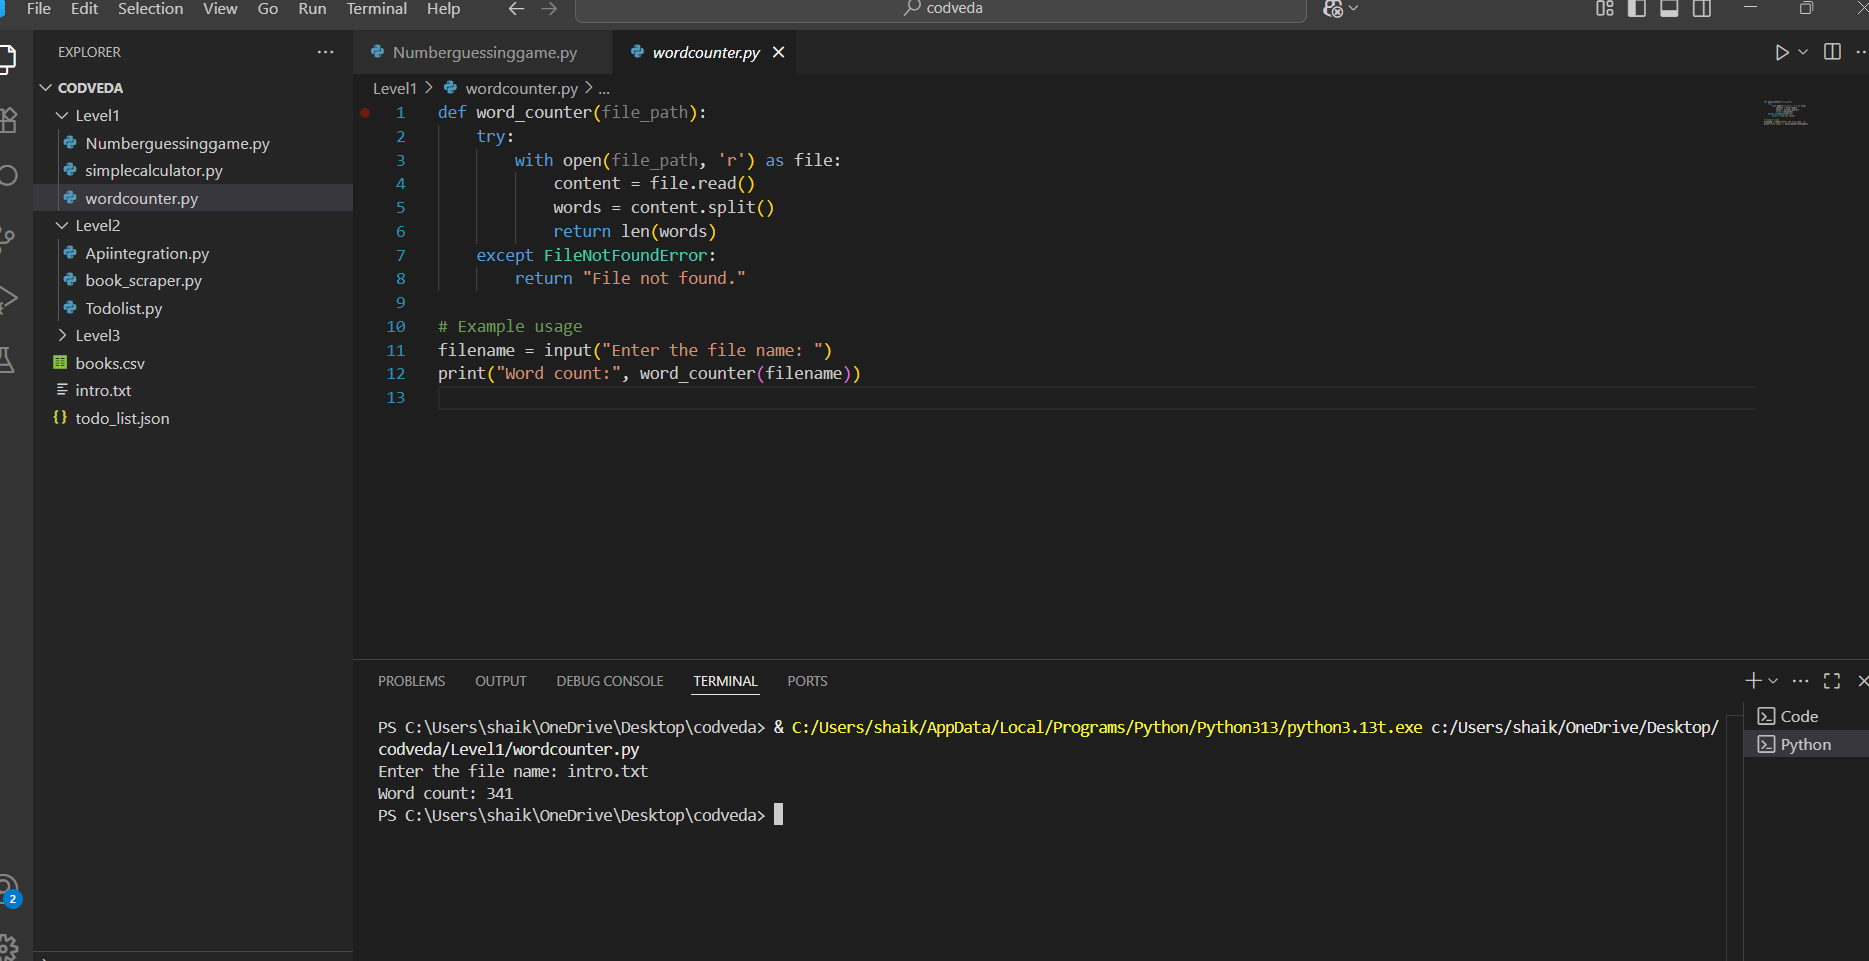 File Edit Selection View Go Run Terminal Help
codveda
EXPLORER
CODVEDA
Level1
Numberguessinggame.py
simplecalculator.py
wordcounter.py
Level2
Apiintegration.py
book_scraper.py
Todolist.py
Level3
books.csv
intro.txt
todo_list.json
2
Numberguessinggame.py
wordcounter.py
Level1 > wordcounter.py > ...
1 def word_counter(file_path):
2 try:
3 with open(file_path, 'r') as file:
4 content = file.read()
5 words = content.split()
6 return len(words)
7 except FileNotFoundError:
8 return "File not found."
9
10 # Example usage
11 filename = input("Enter the file name: ")
12 print("Word count:", word_counter(filename))
13
PROBLEMS OUTPUT DEBUG CONSOLE TERMINAL PORTS
PS C:\Users\shaik\OneDrive\Desktop\codveda> & C:/Users/shaik/AppData/Local/Programs/Python/Python313/python3.13t.exe c:/Users/shaik/OneDrive/Desktop/
codveda/Level1/wordcounter.py
Enter the file name: intro.txt
Word count: 341
PS C:\Users\shaik\OneDrive\Desktop\codveda>
Code
Python